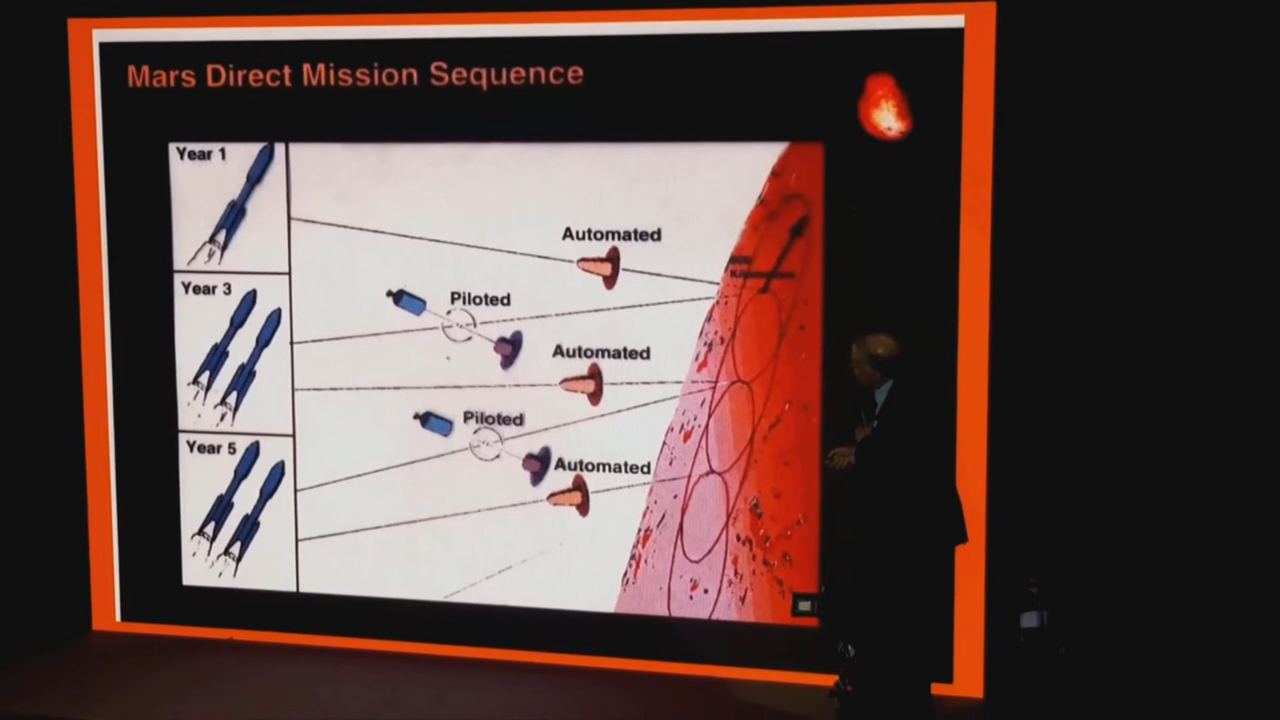 Mars Direct Mission Sequence
Year 1
Automated
Year 3
Piloted
Automated
Year 5
Piloted
Automated